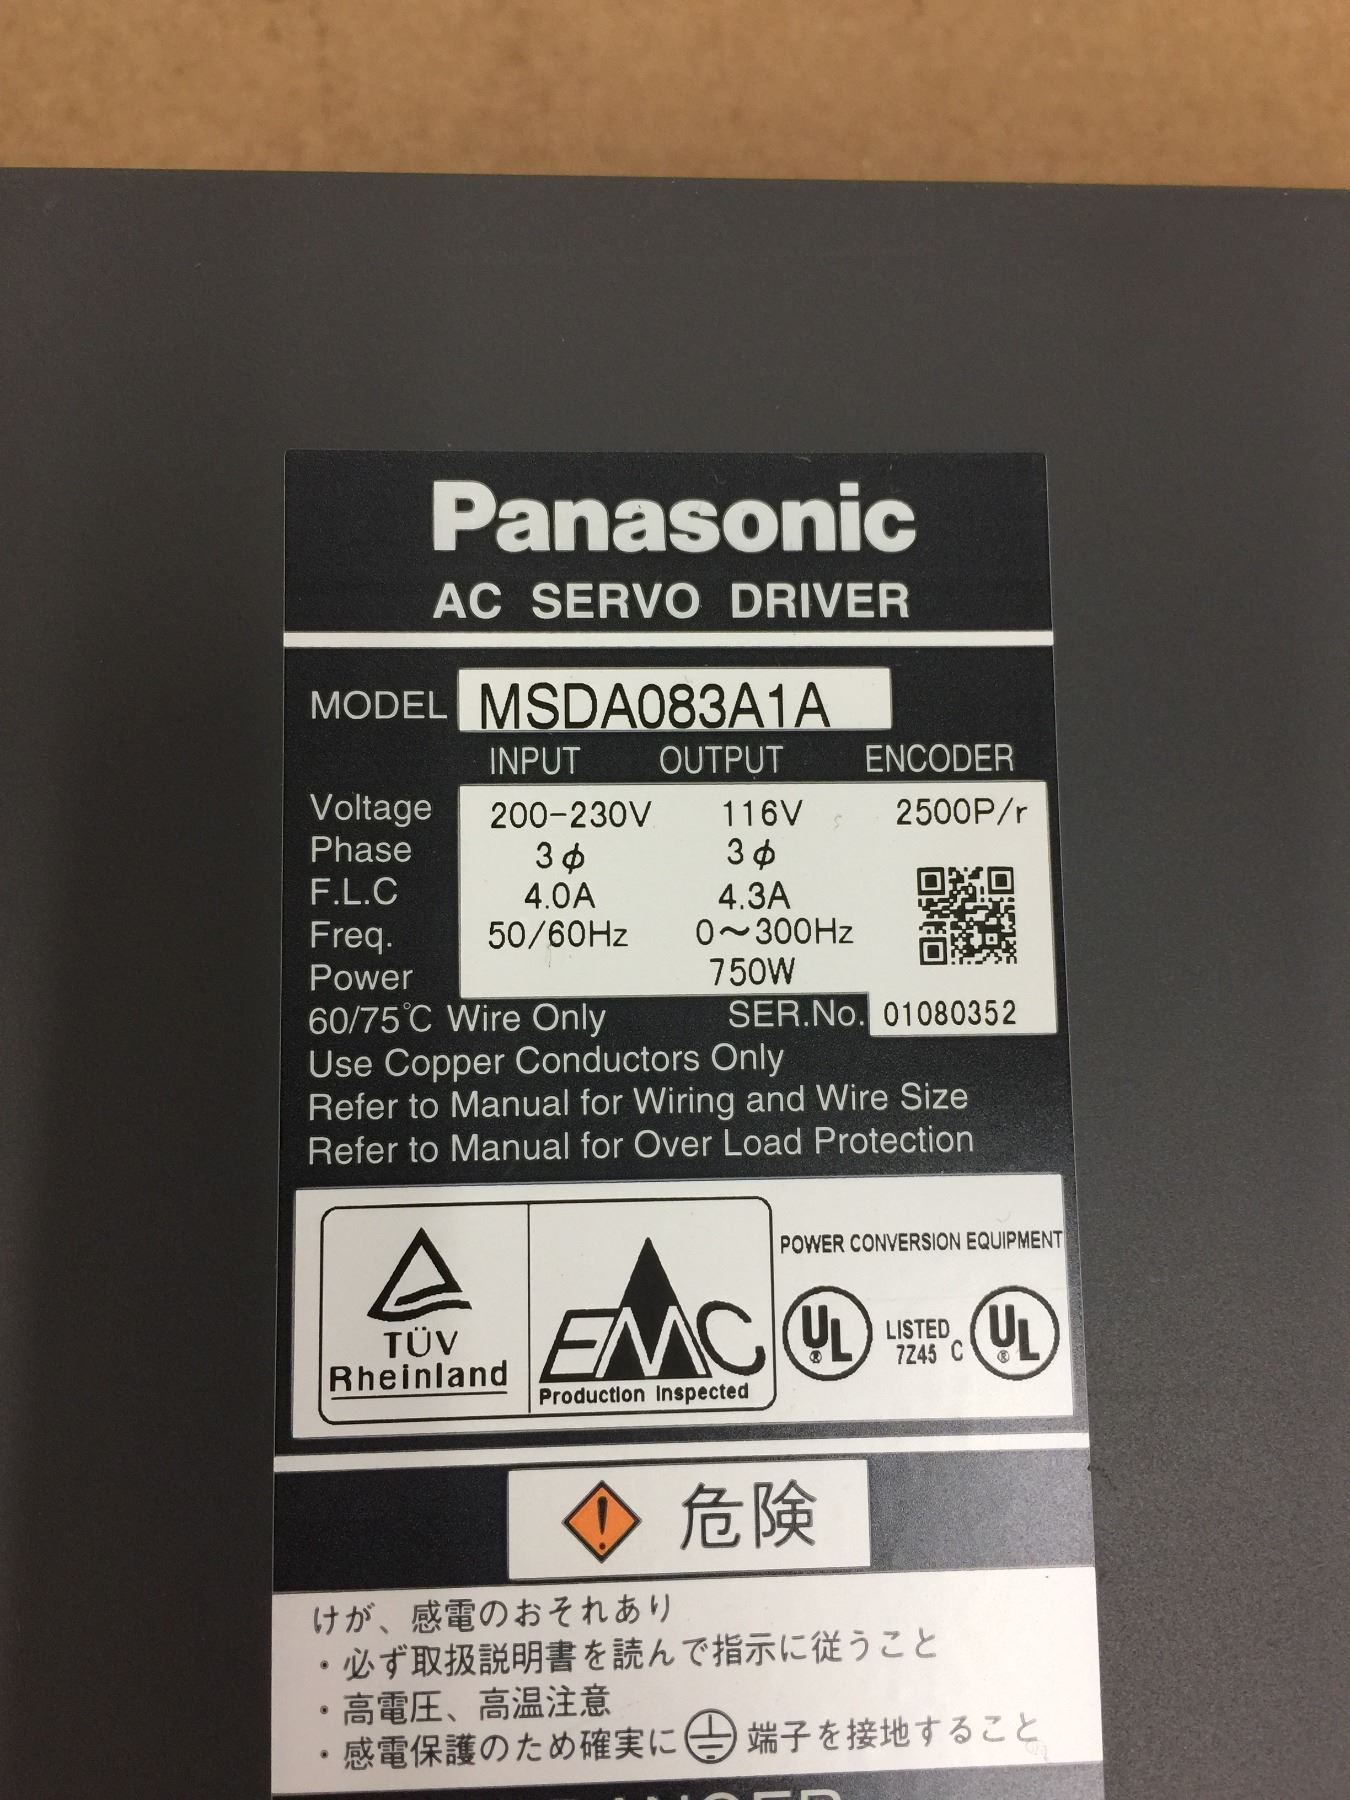 Panasonic
AC SERVO DRIVER
MODEL MSDA083A1A
INPUT OUTPUT ENCODER
Voltage 200-230V 116V 2500P/r
Phase 3φ 3φ
F.L.C 4.0A 4.3A
Freq. 50/60Hz 0～300Hz
Power 750W
60/75℃ Wire Only SER.No. 01080352
Use Copper Conductors Only
Refer to Manual for Wiring and Wire Size
Refer to Manual for Over Load Protection
TÜV
Rheinland
EMC
Production Inspected
POWER CONVERSION EQUIPMENT
UL ® LISTED 7Z45 C UL ®
危険
けが、感電のおそれあり
・必ず取扱説明書を読んで指示に従うこと
・高電圧、高温注意
・感電保護のため確実に 端子を接地すること